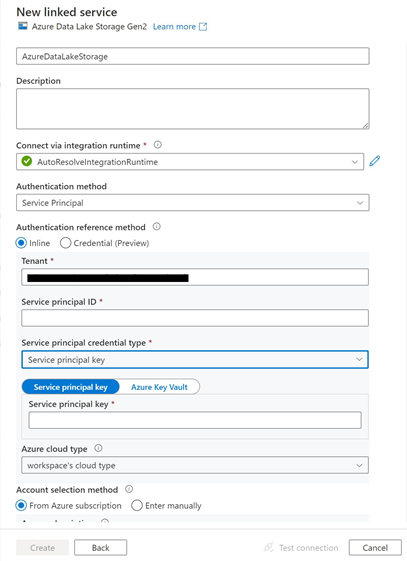 New linked service
Azure Data Lake Storage Gen2 Learn more
AzureDataLakeStorage
Description
Connect via integration runtime *
AutoResolveIntegrationRuntime
Authentication method
Service Principal
Authentication reference method
Inline Credential (Preview)
Tenant *
Service principal ID *
Service principal credential type *
Service principal key
Service principal key Azure Key Vault
Service principal key *
Azure cloud type
workspace's cloud type
Account selection method
From Azure subscription Enter manually
Create Back Test connection Cancel